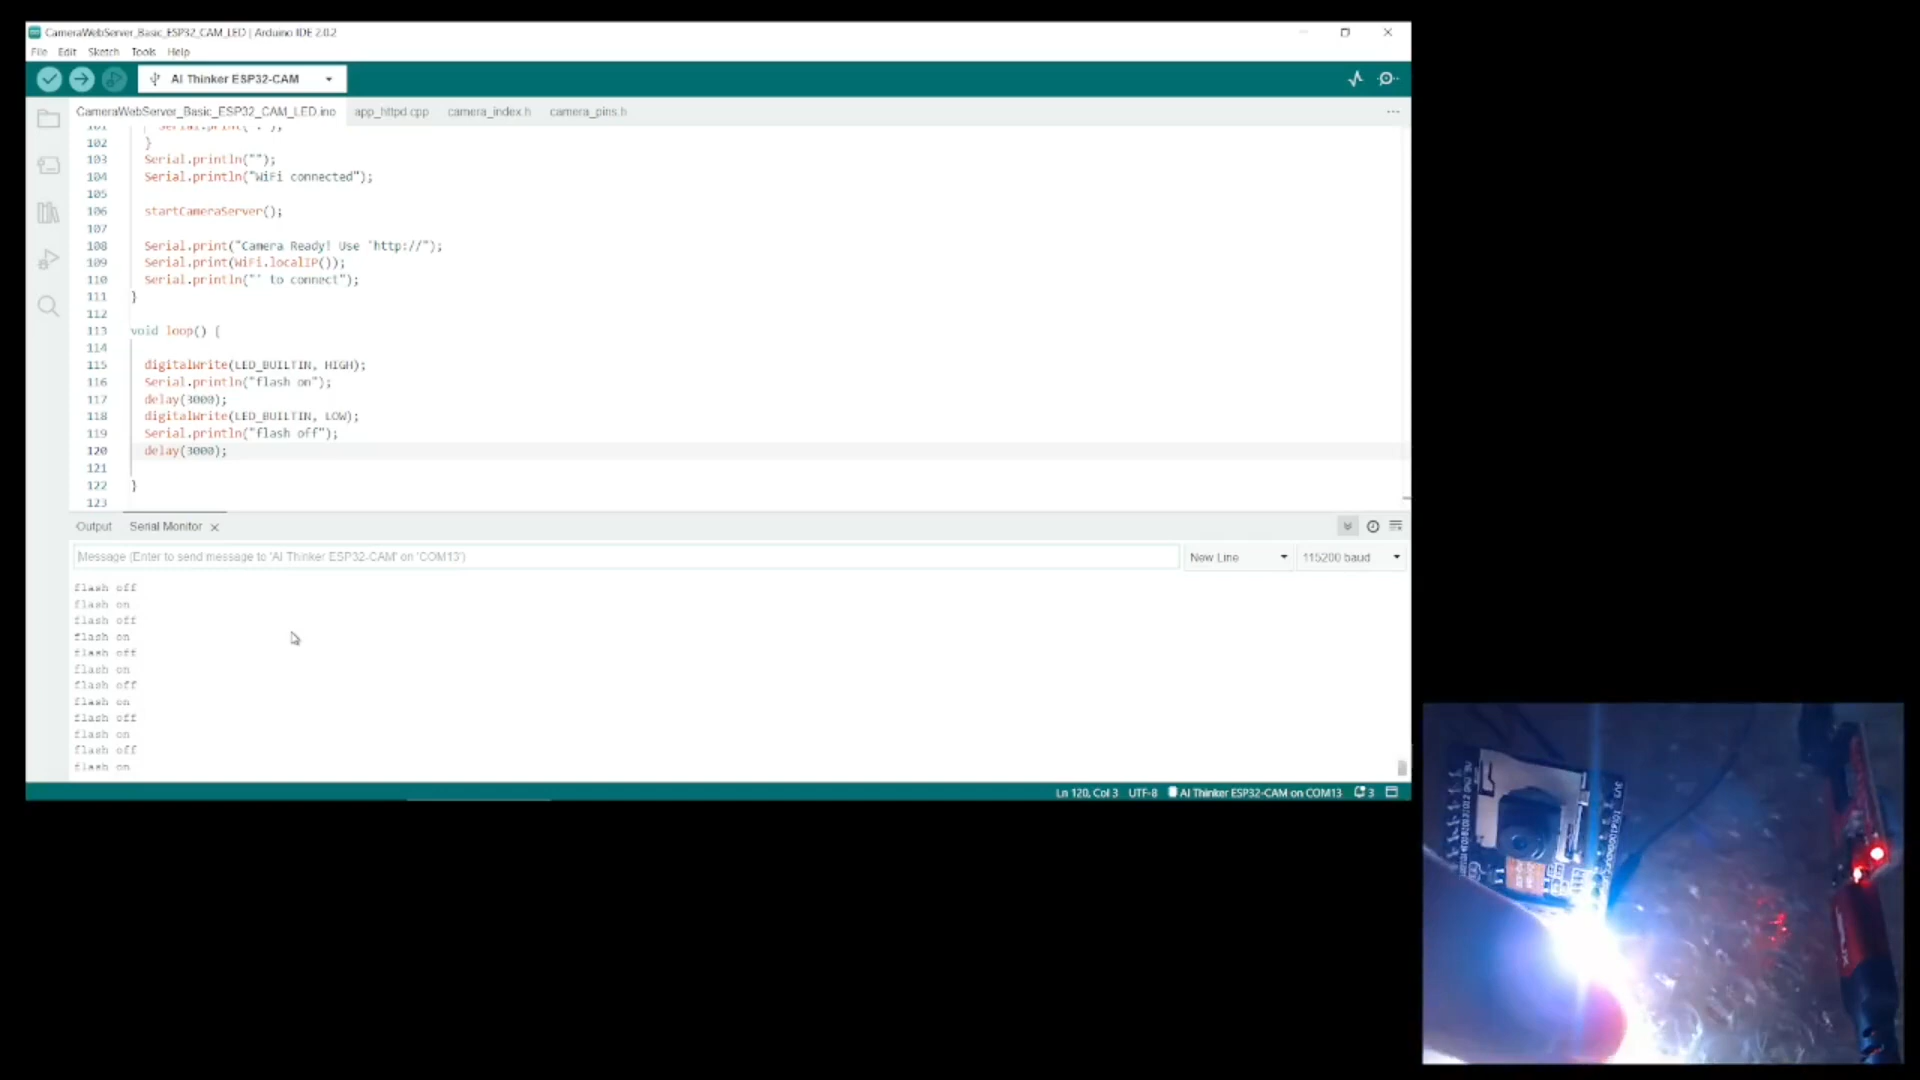 CameraWebServer_Basic_ESP32_CAM_LED | Arduino IDE 2.0.2
File Edit Sketch Tools Help
AI Thinker ESP32-CAM
CameraWebServer_Basic_ESP32_CAM_LED.ino app_httpd.cpp camera_index.h camera_pins.h
101 Serial.print(".");
102 }
103 Serial.println("");
104 Serial.println("WiFi connected");
105
106 startCameraServer();
107
108 Serial.print("Camera Ready! Use 'http://");
109 Serial.print(WiFi.localIP());
110 Serial.println("' to connect");
111 }
112
113 void loop() {
114
115 digitalWrite(LED_BUILTIN, HIGH);
116 Serial.println("flash on");
117 delay(3000);
118 digitalWrite(LED_BUILTIN, LOW);
119 Serial.println("flash off");
120 delay(3000);
121
122 }
123
Output Serial Monitor
Message (Enter to send message to 'AI Thinker ESP32-CAM' on 'COM13') New Line 115200 baud
flash off
flash on
flash off
flash on
flash off
flash on
flash off
flash on
flash off
flash on
flash off
flash on
Ln 120, Col 3 UTF-8 AI Thinker ESP32-CAM on COM13 3